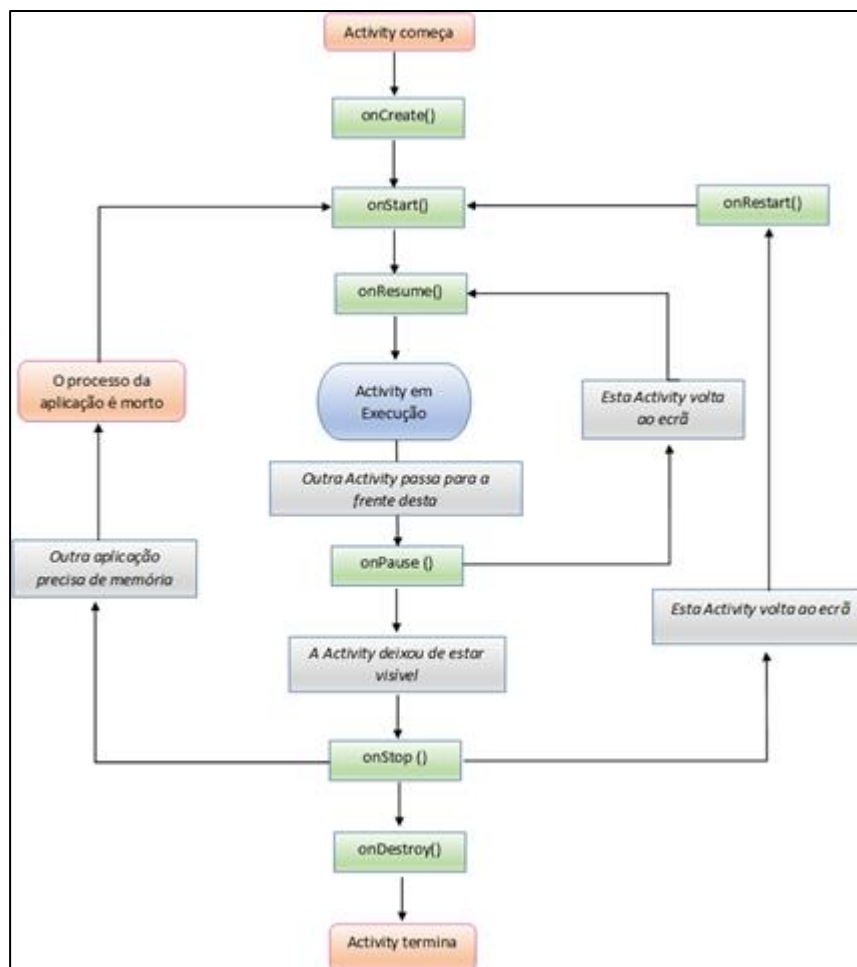 Activity começa
onCreate()
onStart()
onRestart()
onResume()
O processo da
aplicação é morto
Activity em
Execução
Esta Activity volta
ao ecrã
Outra Activity passa para a
frente desta
Outra aplicação
precisa de memória
onPause ()
Esta Activity volta ao ecrã
A Activity deixou de estar
visível
onStop ()
onDestroy()
Activity termina